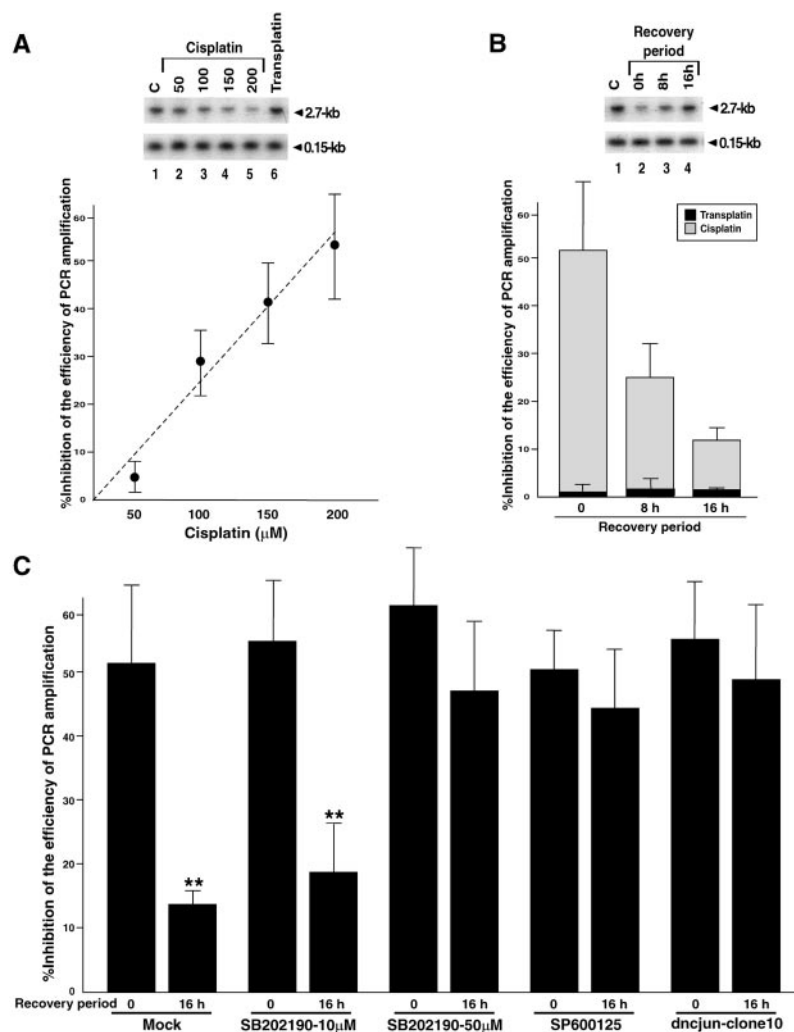 A
Cisplatin
Transplatin
C 50 100 150 200
2.7-kb
0.15-kb
1 2 3 4 5 6
%Inhibition of the efficiency of PCR amplification
60
50
40
30
20
10
0
50 100 150 200
Cisplatin (μM)
B
Recovery
period
C 0h 8h 16h
2.7-kb
0.15-kb
1 2 3 4
%Inhibition of the efficiency of PCR amplification
60
50
40
30
20
10
0
Transplatin
Cisplatin
0 8 h 16 h
Recovery period
C
%Inhibition of the efficiency of PCR amplification
60
50
40
30
20
10
0
** **
Recovery period 0 16 h 0 16 h 0 16 h 0 16 h 0 16 h
Mock SB202190-10μM SB202190-50μM SP600125 dncjun-clone10